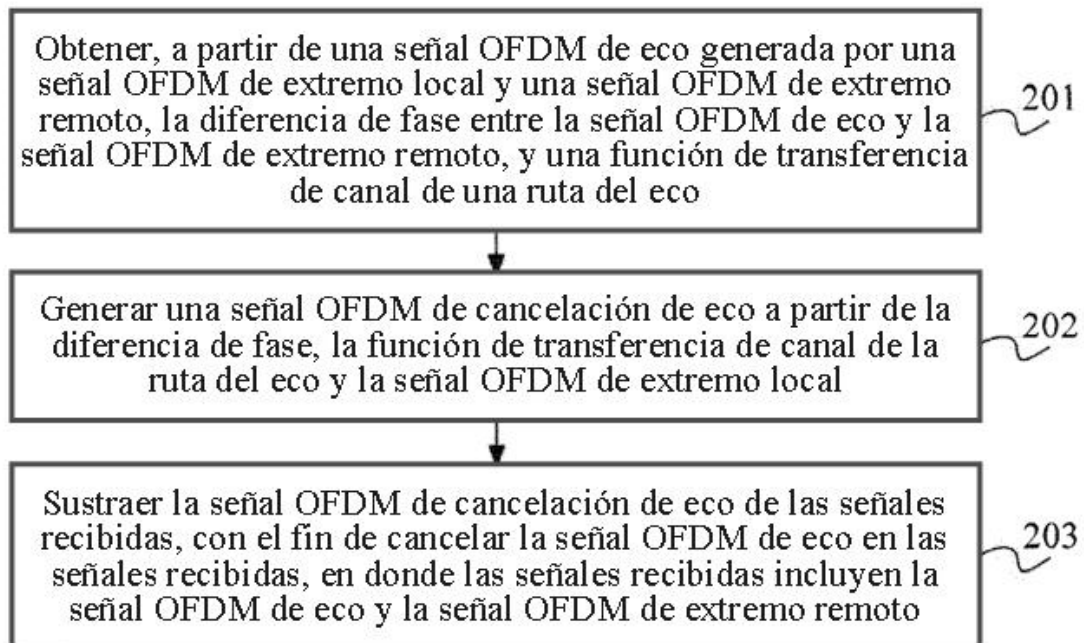 Obtener, a partir de una señal OFDM de eco generada por una
señal OFDM de extremo local y una señal OFDM de extremo
remoto, la diferencia de fase entre la señal OFDM de eco y la
señal OFDM de extremo remoto, y una función de transferencia
de canal de una ruta del eco
201
Generar una señal OFDM de cancelación de eco a partir de la
diferencia de fase, la función de transferencia de canal de la
ruta del eco y la señal OFDM de extremo local
202
Sustraer la señal OFDM de cancelación de eco de las señales
recibidas, con el fin de cancelar la señal OFDM de eco en las
señales recibidas, en donde las señales recibidas incluyen la
señal OFDM de eco y la señal OFDM de extremo remoto
203